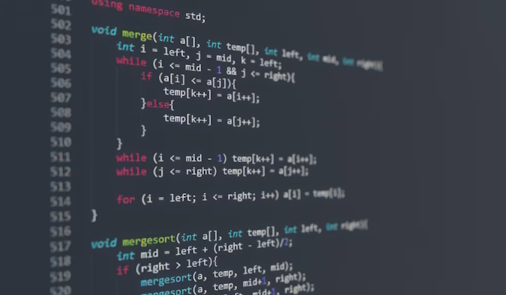 501 using namespace std;
502
503 void merge(int a[], int temp[], int left, int mid, int right){
504 int i = left, j = mid, k = left;
505 while (i <= mid - 1 && j <= right){
506 if (a[i] <= a[j]){
507 temp[k++] = a[i++];
508 }else{
509 temp[k++] = a[j++];
510 }
511 }
512 while (i <= mid - 1) temp[k++] = a[i++];
513 while (j <= right) temp[k++] = a[j++];
514
515 for (i = left; i <= right; i++) a[i] = temp[i];
516 }
517 void mergesort(int a[], int temp[], int left, int right){
518 int mid = left + (right - left)/2;
519 if (right > left){
520 mergesort(a, temp, left, mid);
mergesort(a, temp, mid+1, right);
mid+1, right);